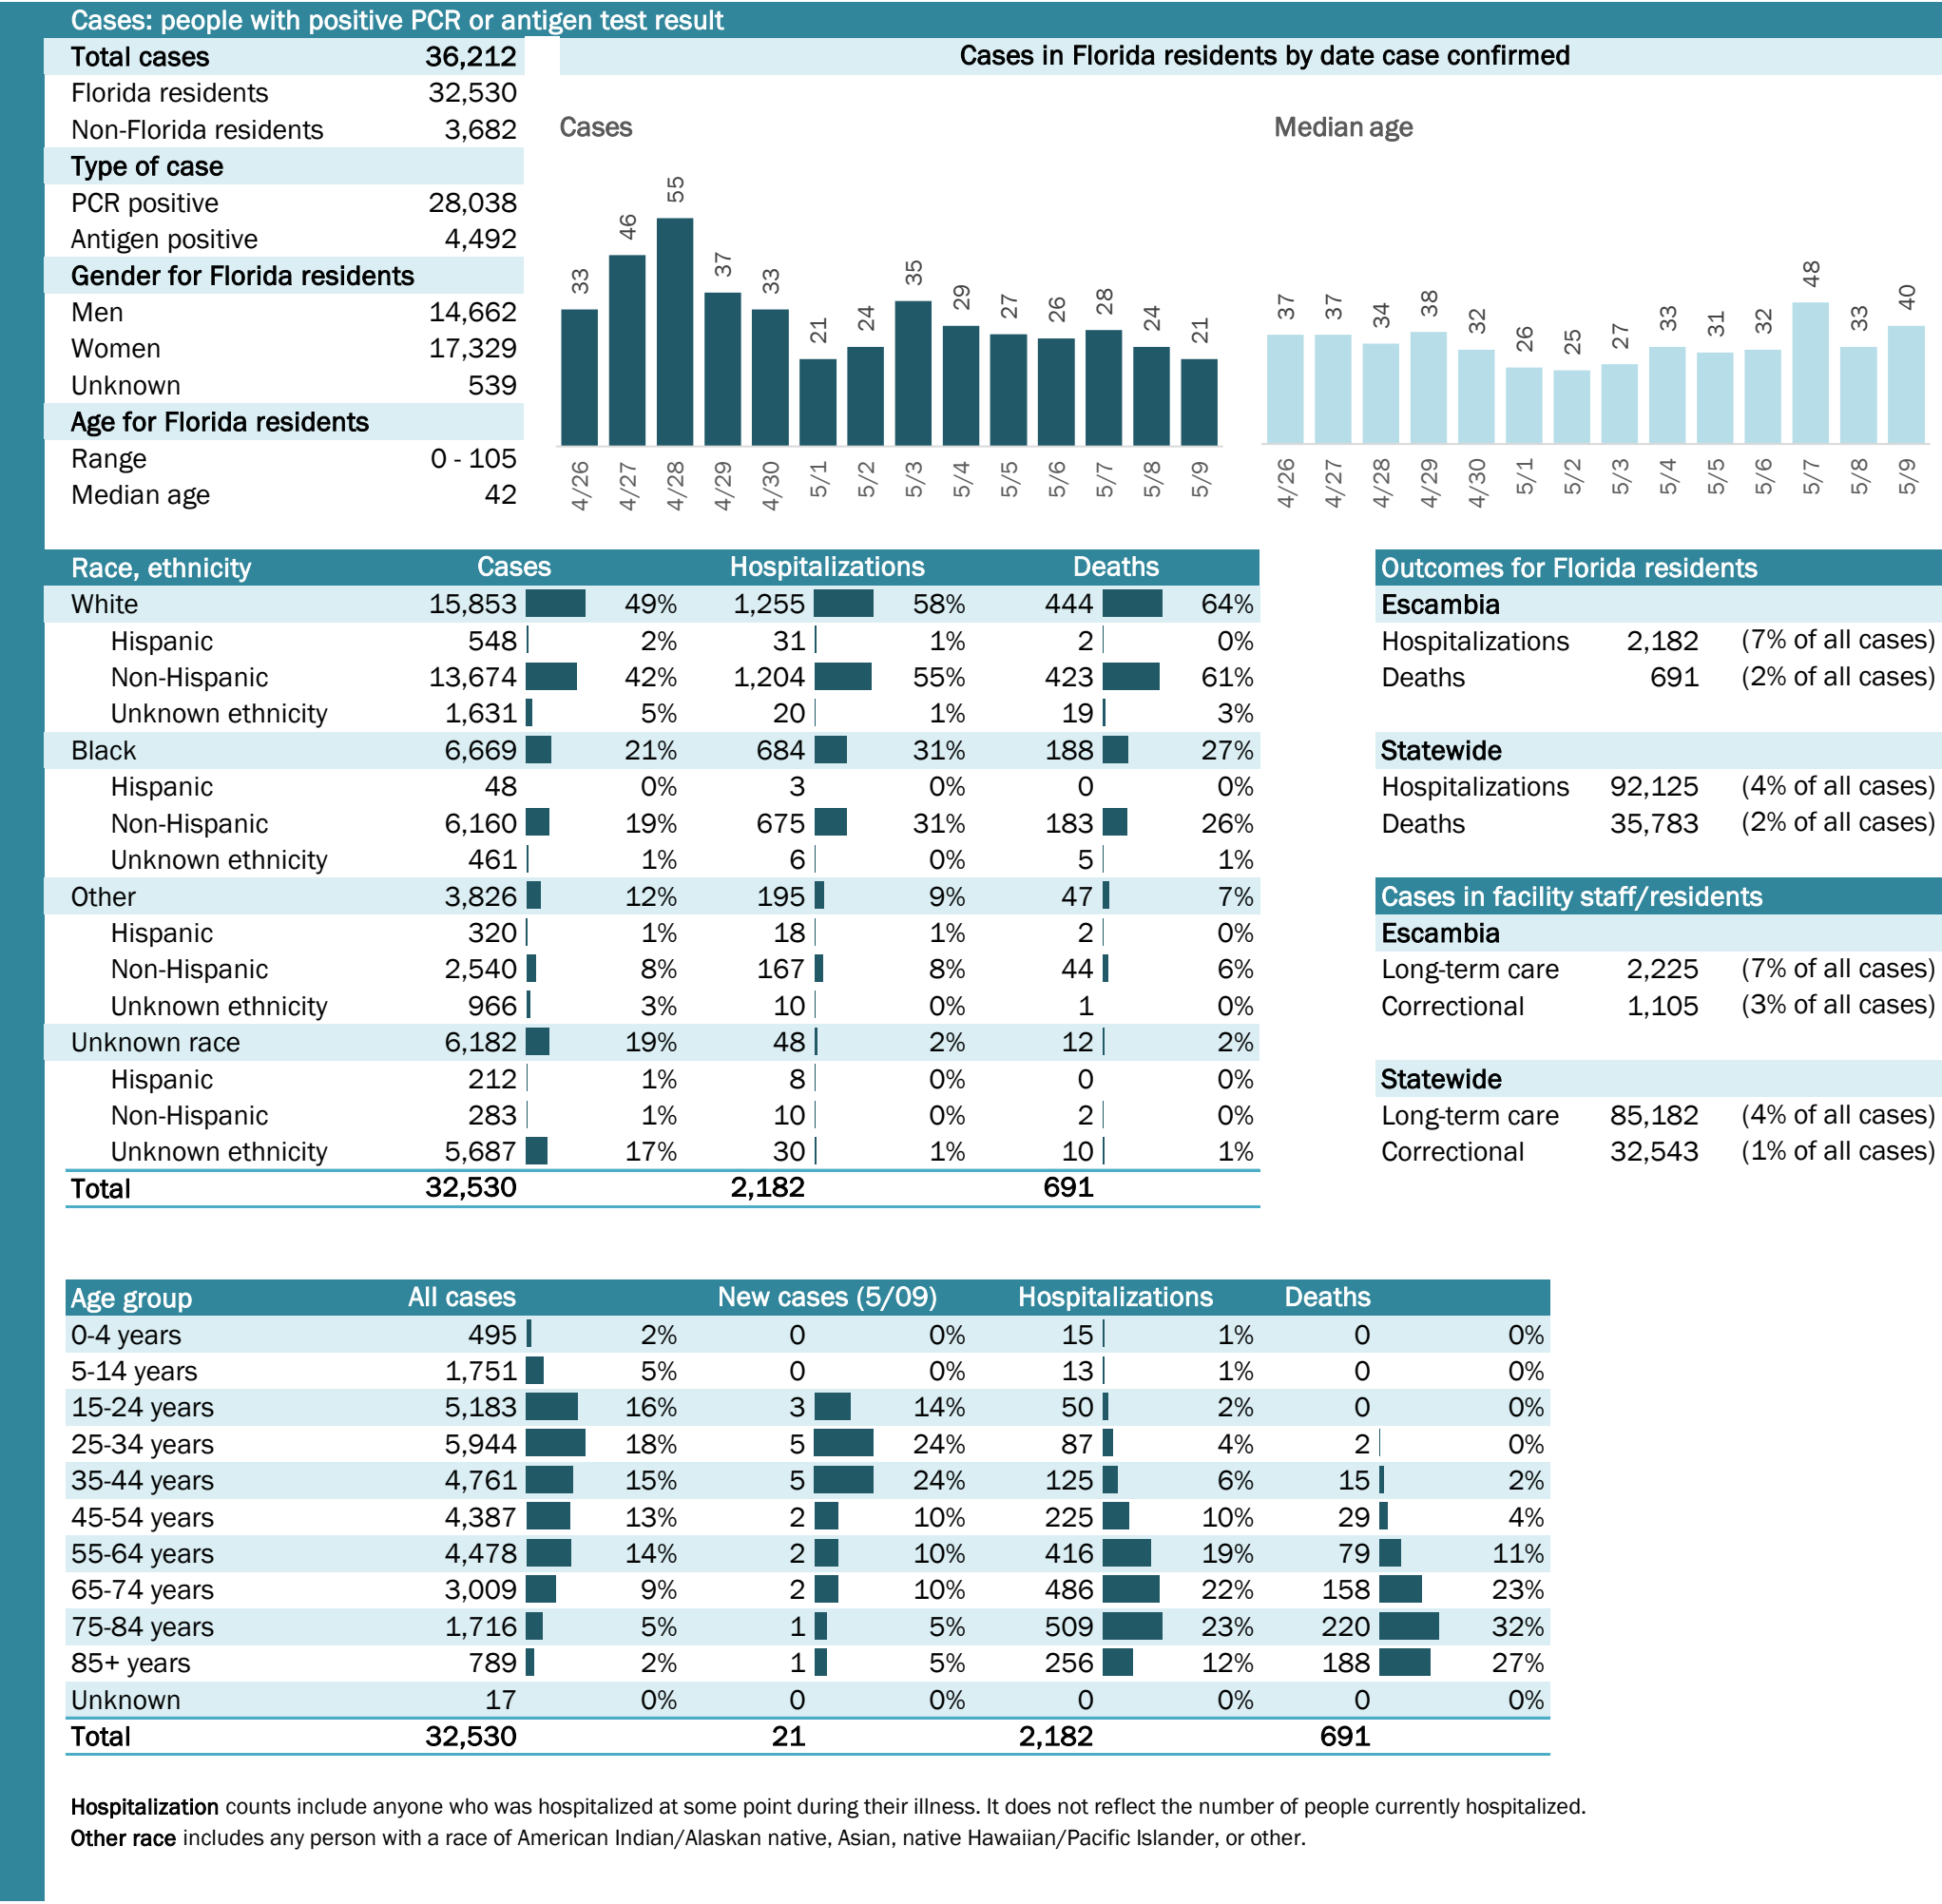 Cases: people with positive PCR or antigen test result
Total cases 36,212
Florida residents 32,530
Non-Florida residents 3,682
Type of case
PCR positive 28,038
Antigen positive 4,492
Gender for Florida residents
Men 14,662
Women 17,329
Unknown 539
Age for Florida residents
Range 0 - 105
Median age 42
Cases in Florida residents by date case confirmed
Cases
33 46 55 37 33 21 24 35 29 27 26 28 24 21
4/26 4/27 4/28 4/29 4/30 5/1 5/2 5/3 5/4 5/5 5/6 5/7 5/8 5/9
Median age
37 37 34 38 32 26 25 27 33 31 32 48 33 40
4/26 4/27 4/28 4/29 4/30 5/1 5/2 5/3 5/4 5/5 5/6 5/7 5/8 5/9
Race, ethnicity Cases Hospitalizations Deaths
White 15,853 49% 1,255 58% 444 64%
Hispanic 548 2% 31 1% 2 0%
Non-Hispanic 13,674 42% 1,204 55% 423 61%
Unknown ethnicity 1,631 5% 20 1% 19 3%
Black 6,669 21% 684 31% 188 27%
Hispanic 48 0% 3 0% 0 0%
Non-Hispanic 6,160 19% 675 31% 183 26%
Unknown ethnicity 461 1% 6 0% 5 1%
Other 3,826 12% 195 9% 47 7%
Hispanic 320 1% 18 1% 2 0%
Non-Hispanic 2,540 8% 167 8% 44 6%
Unknown ethnicity 966 3% 10 0% 1 0%
Unknown race 6,182 19% 48 2% 12 2%
Hispanic 212 1% 8 0% 0 0%
Non-Hispanic 283 1% 10 0% 2 0%
Unknown ethnicity 5,687 17% 30 1% 10 1%
Total 32,530 2,182 691
Outcomes for Florida residents
Escambia
Hospitalizations 2,182 (7% of all cases)
Deaths 691 (2% of all cases)
Statewide
Hospitalizations 92,125 (4% of all cases)
Deaths 35,783 (2% of all cases)
Cases in facility staff/residents
Escambia
Long-term care 2,225 (7% of all cases)
Correctional 1,105 (3% of all cases)
Statewide
Long-term care 85,182 (4% of all cases)
Correctional 32,543 (1% of all cases)
Age group All cases New cases (5/09) Hospitalizations Deaths
0-4 years 495 2% 0 0% 15 1% 0 0%
5-14 years 1,751 5% 0 0% 13 1% 0 0%
15-24 years 5,183 16% 3 14% 50 2% 0 0%
25-34 years 5,944 18% 5 24% 87 4% 2 0%
35-44 years 4,761 15% 5 24% 125 6% 15 2%
45-54 years 4,387 13% 2 10% 225 10% 29 4%
55-64 years 4,478 14% 2 10% 416 19% 79 11%
65-74 years 3,009 9% 2 10% 486 22% 158 23%
75-84 years 1,716 5% 1 5% 509 23% 220 32%
85+ years 789 2% 1 5% 256 12% 188 27%
Unknown 17 0% 0 0% 0 0% 0 0%
Total 32,530 21 2,182 691
Hospitalization counts include anyone who was hospitalized at some point during their illness. It does not reflect the number of people currently hospitalized.
Other race includes any person with a race of American Indian/Alaskan native, Asian, native Hawaiian/Pacific Islander, or other.